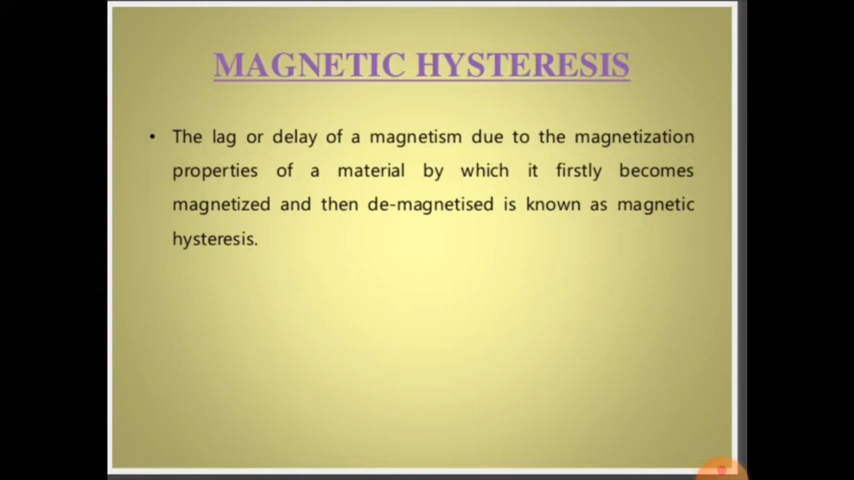 MAGNETIC HYSTERESIS
• The lag or delay of a magnetism due to the magnetization
properties of a material by which it firstly becomes
magnetized and then de-magnetised is known as magnetic
hysteresis.